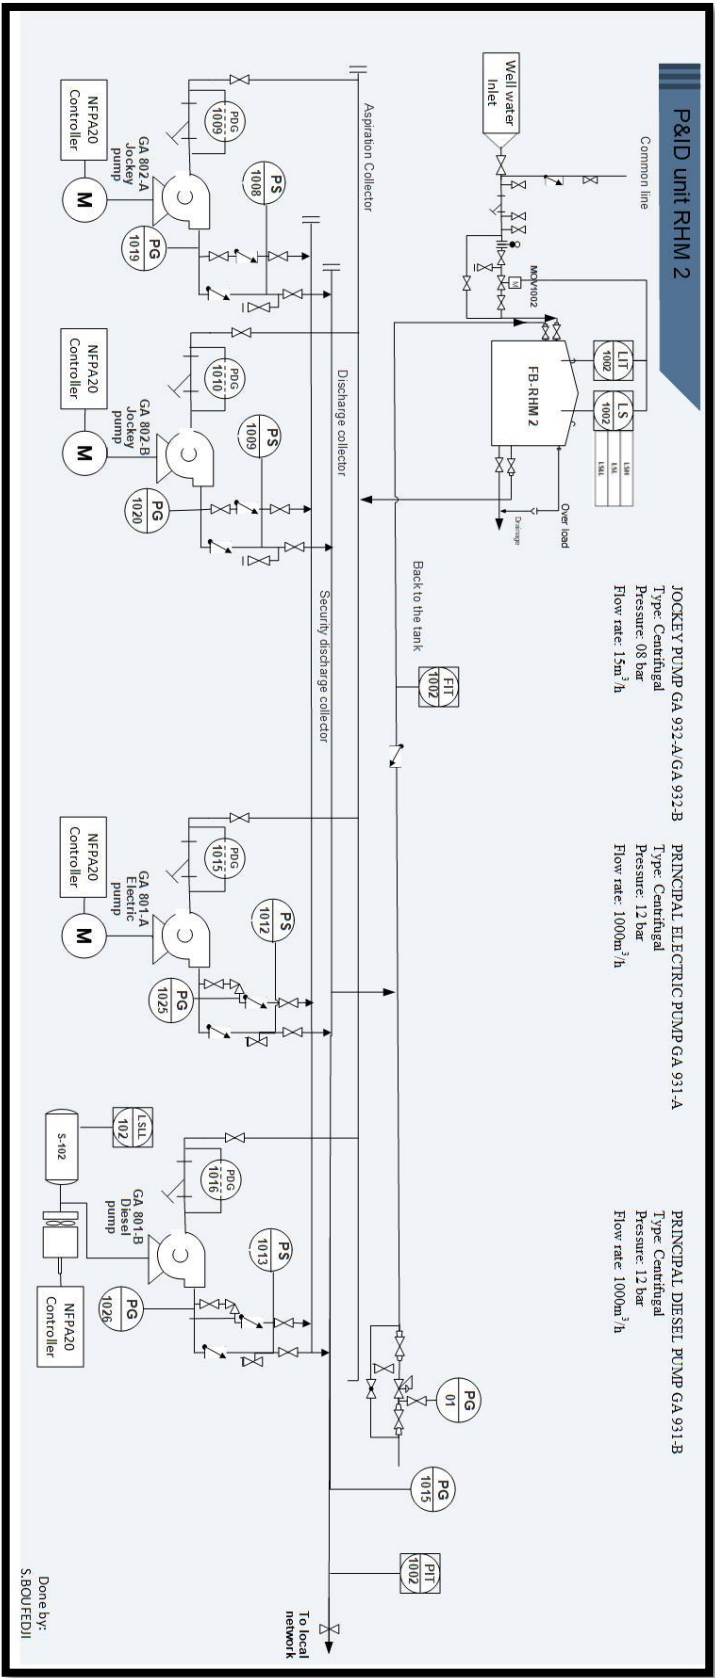 P&ID unit RHM 2
JOCKEY PUMP GA 932-A/GA 932-B
Type: Centrifugal
Pressure: 08 bar
Flow rate: 15m³/h
PRINCIPAL ELECTRIC PUMP GA 931-A
Type: Centrifugal
Pressure: 12 bar
Flow rate: 1000m³/h
PRINCIPAL DIESEL PUMP GA 931-B
Type: Centrifugal
Pressure: 12 bar
Flow rate: 1000m³/h
Common line
Well water
Inlet
MOV1002
M
LIT
1002
LS
1002
LSH
LSL
LSLL
FB-RHM 2
Over load
Drainage
Back to the tank
FIT
1002
PG
01
PG
1015
PIT
1002
To local
network
Aspiration Collector
Discharge collector
Security discharge collector
PDG
1009
PS
1008
C
PG
1019
GA 802-A
Jockey
pump
M
NFPA20
Controller
PDG
1010
PS
1009
C
PG
1020
GA 802-B
Jockey
pump
M
NFPA20
Controller
PDG
1015
PS
1012
C
PG
1025
GA 801-A
Electric
pump
M
NFPA20
Controller
PDG
1016
PS
1013
C
PG
1026
GA 801-B
Diesel
pump
LSLL
102
S-102
NFPA20
Controller
Done by:
S.BOUFEDJI